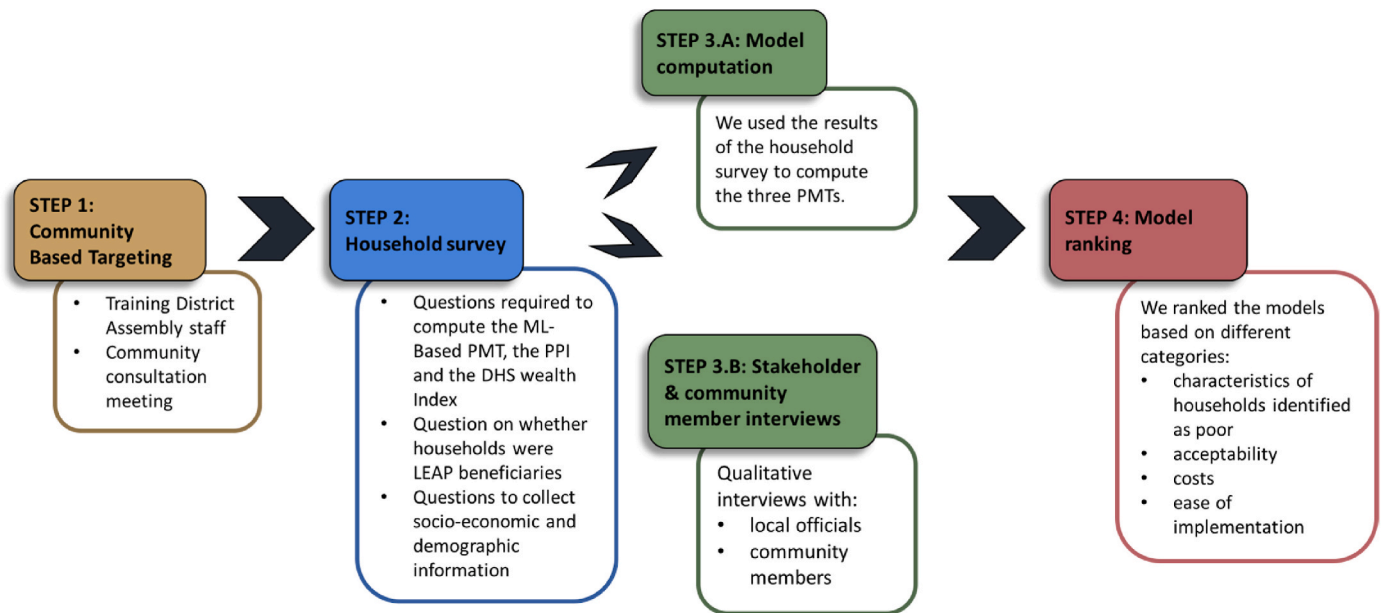 STEP 1:
Community
Based Targeting
• Training District
Assembly staff
• Community
consultation
meeting
STEP 2:
Household survey
• Questions required to
compute the ML-
Based PMT, the PPI
and the DHS wealth
Index
• Question on whether
households were
LEAP beneficiaries
• Questions to collect
socio-economic and
demographic
information
STEP 3.A: Model
computation
We used the results
of the household
survey to compute
the three PMTs.
STEP 3.B: Stakeholder
& community
member interviews
Qualitative
interviews with:
• local officials
• community
members
STEP 4: Model
ranking
We ranked the models
based on different
categories:
• characteristics of
households identified
as poor
• acceptability
• costs
• ease of
implementation